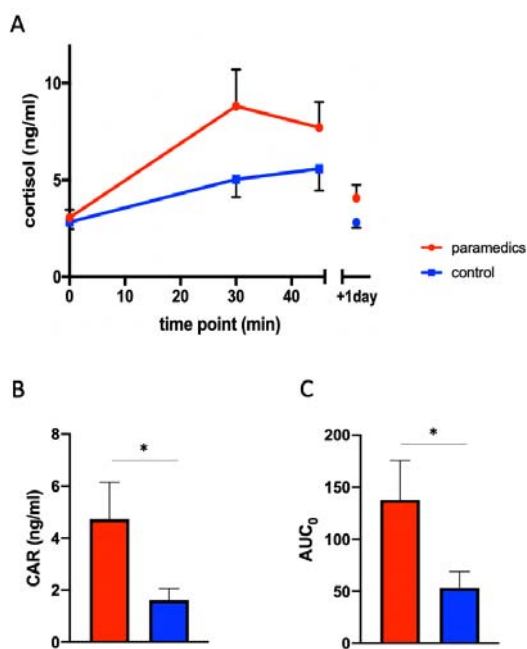 A
cortisol (ng/ml)
10
5
0
0 10 20 30 40 +1day
time point (min)
paramedics
control
B
CAR (ng/ml)
8
6
4
2
0
*
C
AUC0
200
150
100
50
0
*